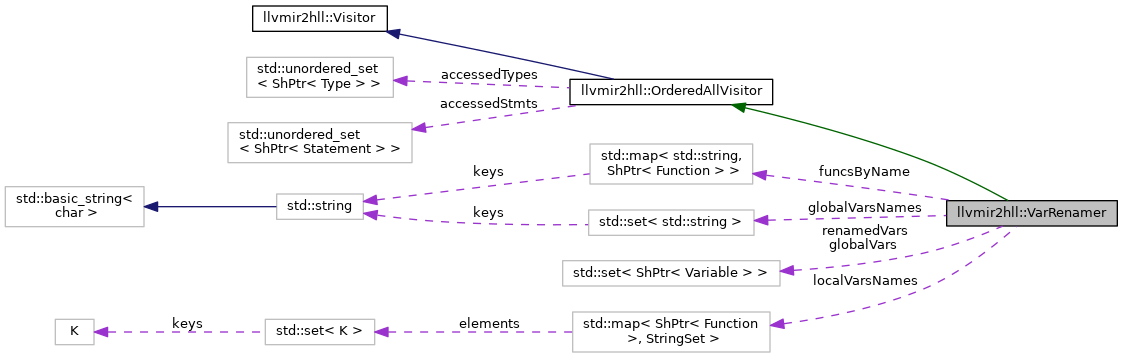 llvmir2hll::Visitor
std::unordered_set
< ShPtr< Type > >
accessedTypes
llvmir2hll::OrderedAllVisitor
accessedStmts
std::unordered_set
< ShPtr< Statement > >
std::map< std::string,
ShPtr< Function > >
keys
funcsByName
std::basic_string<
char >
std::string
llvmir2hll::VarRenamer
globalVarsNames
keys
std::set< std::string >
renamedVars
globalVars
std::set< ShPtr< Variable > >
localVarsNames
K
keys
std::set< K >
elements
std::map< ShPtr< Function
>, StringSet >